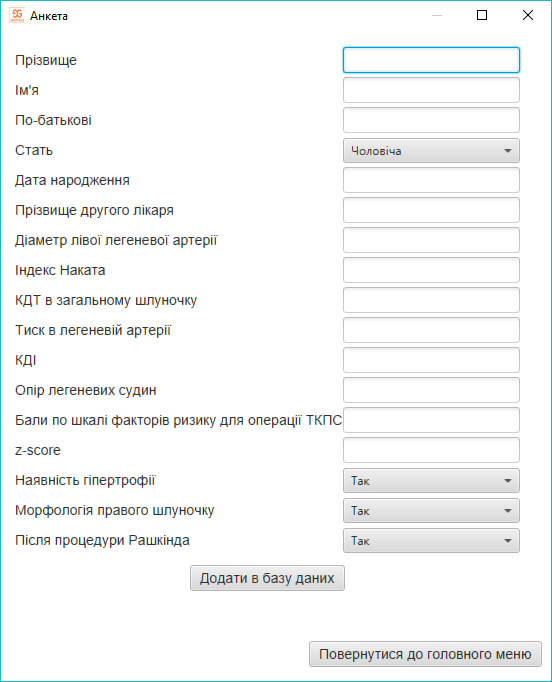 Анкета
Прізвище
Ім'я
По-батькові
Стать Чоловіча
Дата народження
Прізвище другого лікаря
Діаметр лівої легеневої артерії
Індекс Наката
КДТ в загальному шлуночку
Тиск в легеневій артерії
КДІ
Опір легеневих судин
Бали по шкалі факторів ризику для операції ТКПС
z-score
Наявність гіпертрофії Так
Морфологія правого шлуночку Так
Після процедури Рашкінда Так
Додати в базу даних
Повернутися до головного меню